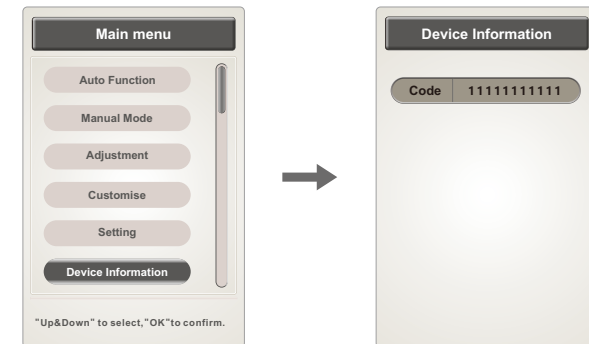 Main menu
Auto Function
Manual Mode
Adjustment
Customise
Setting
Device Information
"Up&Down" to select,"OK"to confirm.
Device Information
Code 11111111111